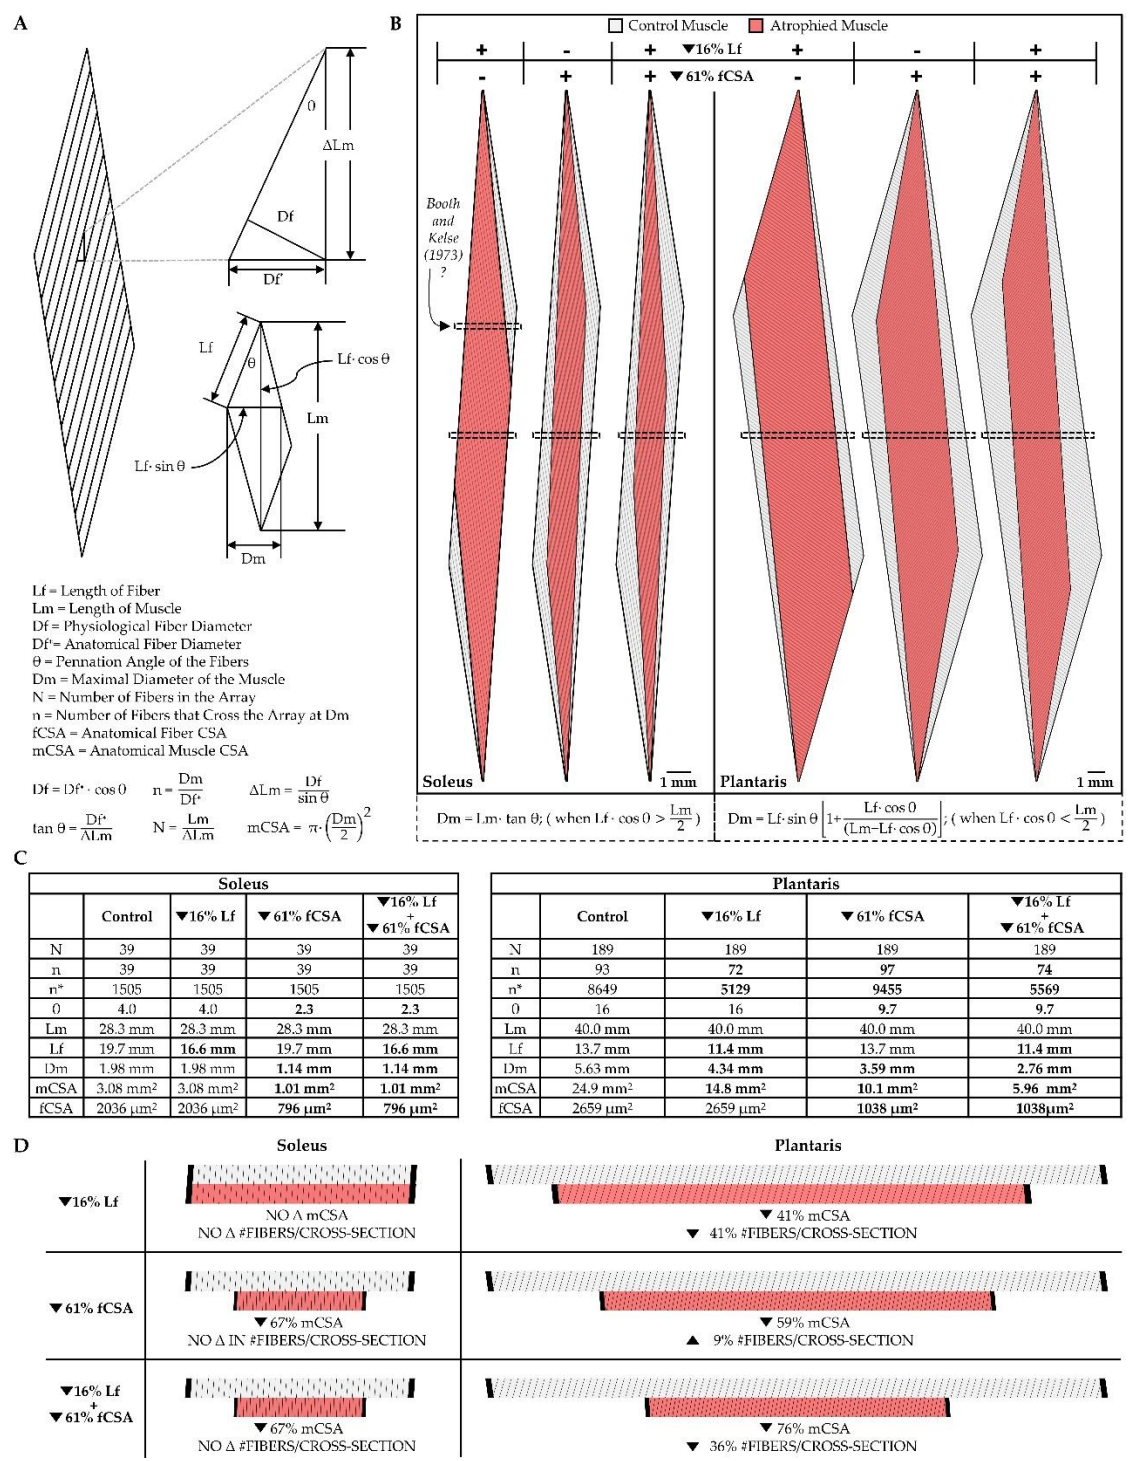 A
θ
ΔLm
Df
Df*
Lf
θ
Lf· cos θ
Lm
Lf· sin θ
Dm
Lf = Length of Fiber
Lm = Length of Muscle
Df = Physiological Fiber Diameter
Df*= Anatomical Fiber Diameter
θ = Pennation Angle of the Fibers
Dm = Maximal Diameter of the Muscle
N = Number of Fibers in the Array
n = Number of Fibers that Cross the Array at Dm
fCSA = Anatomical Fiber CSA
mCSA = Anatomical Muscle CSA
Df = Df* · cos θ n = Dm/Df* ΔLm = Df/sin θ
tan θ = Df*/ΔLm N = Lm/ΔLm mCSA = π·(Dm/2)²
B
Control Muscle Atrophied Muscle
+ - + ▼16% Lf + - +
- + + ▼61% fCSA - + +
Booth
and
Kelse
(1973)
?
Soleus 1 mm Plantaris 1 mm
Dm = Lm· tan θ; ( when Lf· cos θ > Lm/2 )
Dm = Lf· sin θ [1+ Lf· cos θ/(Lm−Lf· cos θ)]; ( when Lf· cos θ < Lm/2 )
C
Soleus
Control ▼16% Lf ▼61% fCSA ▼16% Lf + ▼61% fCSA
N 39 39 39 39
n 39 39 39 39
n* 1505 1505 1505 1505
θ 4.0 4.0 2.3 2.3
Lm 28.3 mm 28.3 mm 28.3 mm 28.3 mm
Lf 19.7 mm 16.6 mm 19.7 mm 16.6 mm
Dm 1.98 mm 1.98 mm 1.14 mm 1.14 mm
mCSA 3.08 mm² 3.08 mm² 1.01 mm² 1.01 mm²
fCSA 2036 µm² 2036 µm² 796 µm² 796 µm²
Plantaris
Control ▼16% Lf ▼61% fCSA ▼16% Lf + ▼61% fCSA
N 189 189 189 189
n 93 72 97 74
n* 8649 5129 9455 5569
θ 16 16 9.7 9.7
Lm 40.0 mm 40.0 mm 40.0 mm 40.0 mm
Lf 13.7 mm 11.4 mm 13.7 mm 11.4 mm
Dm 5.63 mm 4.34 mm 3.59 mm 2.76 mm
mCSA 24.9 mm² 14.8 mm² 10.1 mm² 5.96 mm²
fCSA 2659 µm² 2659 µm² 1038 µm² 1038µm²
D
Soleus Plantaris
▼16% Lf
NO Δ mCSA
NO Δ #FIBERS/CROSS-SECTION
▼ 41% mCSA
▼ 41% #FIBERS/CROSS-SECTION
▼61% fCSA
▼67% mCSA
NO Δ IN #FIBERS/CROSS-SECTION
▼ 59% mCSA
▲ 9% #FIBERS/CROSS-SECTION
▼16% Lf
+
▼61% fCSA
▼67% mCSA
NO Δ #FIBERS/CROSS-SECTION
▼ 76% mCSA
▼ 36% #FIBERS/CROSS-SECTION